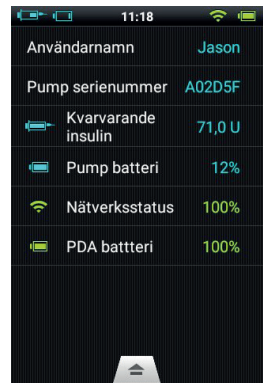 11:18
Användarnamn Jason
Pump serienummer A02D5F
Kvarvarande
insulin 71,0 U
Pump batteri 12%
Nätverksstatus 100%
PDA battteri 100%